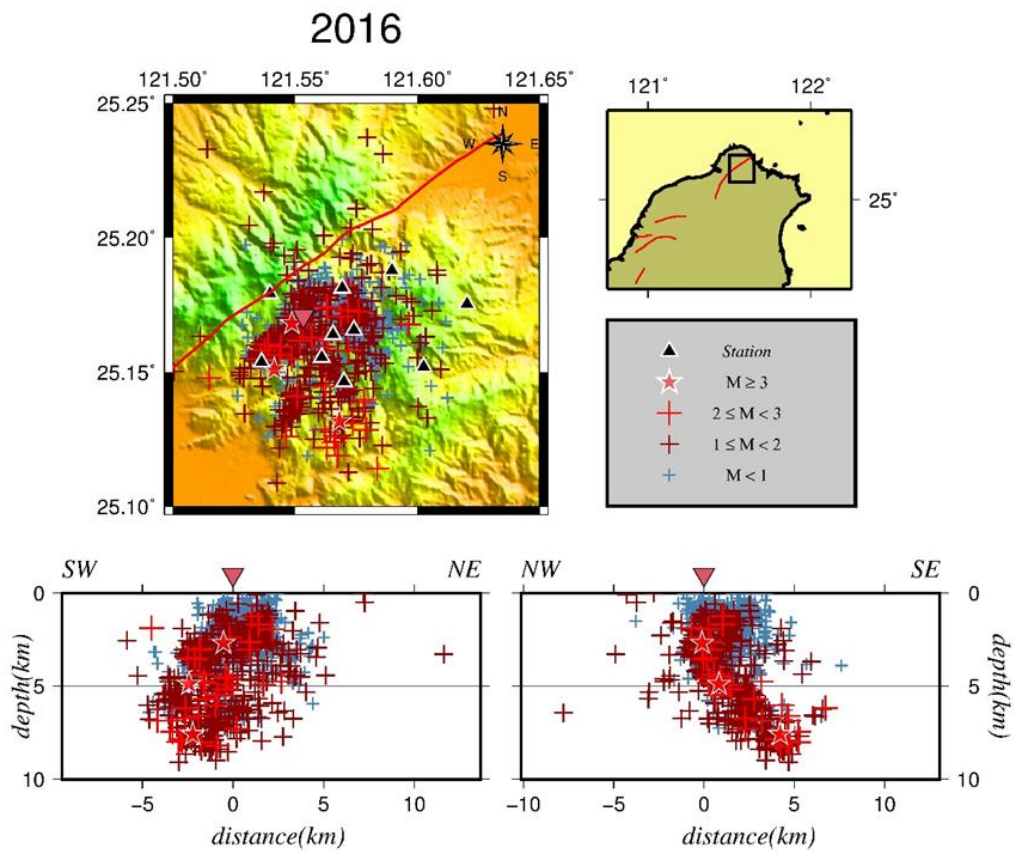 2016
121.50° 121.55° 121.60° 121.65°
25.25°
25.20°
25.15°
25.10°
N
W E
S
121° 122°
25°
Station
M ≥ 3
2 ≤ M < 3
1 ≤ M < 2
M < 1
SW NE
0
5
10
depth(km)
−5 0 5 10
distance(km)
NW SE
0
5
10
depth(km)
−10 −5 0 5 10
distance(km)